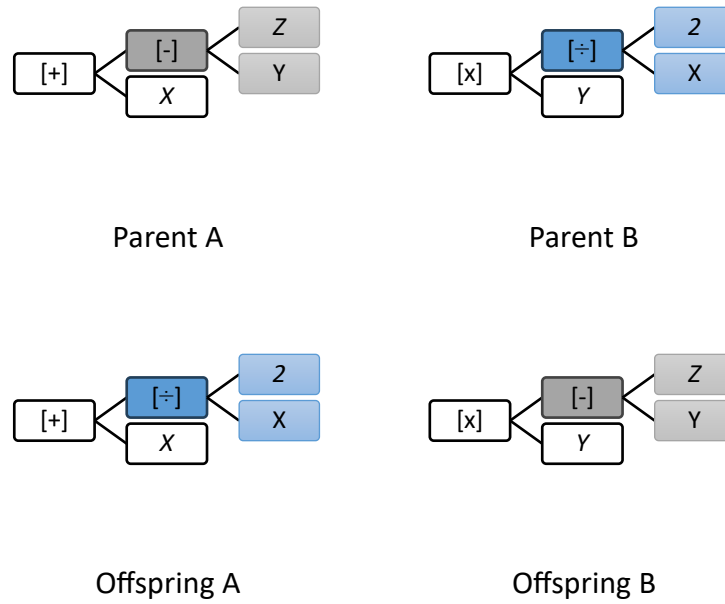 Z
[-]
[+]
Y
X
2
[÷]
[x]
X
Y
Parent A
Parent B
2
[÷]
[+]
X
X
Z
[-]
[x]
Y
Y
Offspring A
Offspring B